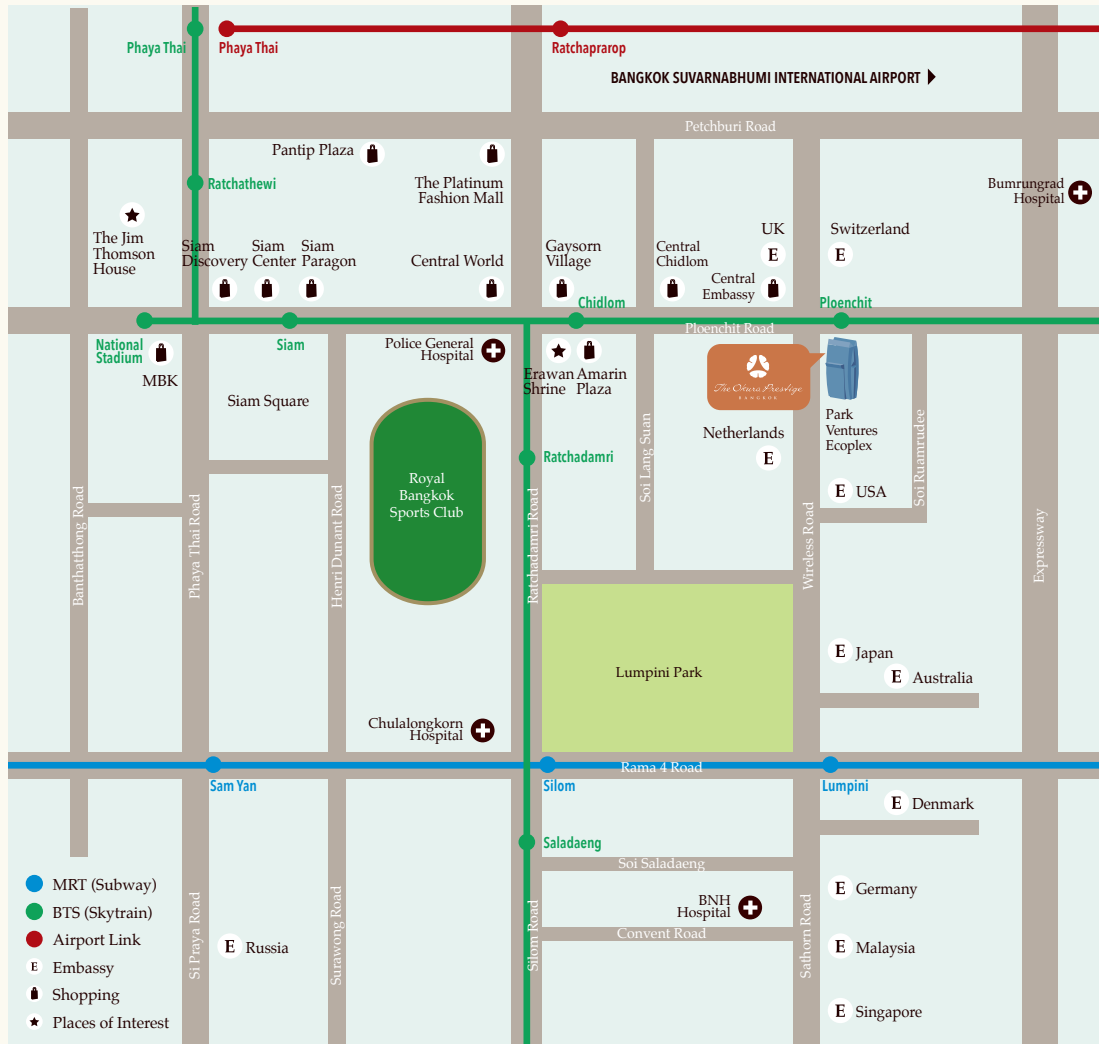 Phaya Thai
Phaya Thai
Ratchaprarop
BANGKOK SUVARNABHUMI INTERNATIONAL AIRPORT
Petchburi Road
Pantip Plaza
The Platinum
Fashion Mall
Ratchathewi
Bumrungrad
Hospital
The Jim
Thomson
House
Siam
Discovery
Siam
Center
Siam
Paragon
Central World
Gaysorn
Village
Central
Chidlom
UK
E
Central
Embassy
Switzerland
E
Chidlom
Ploenchit
Ploenchit Road
National
Stadium
MBK
Siam
Siam Square
Police General
Hospital
Erawan
Shrine
Amarin
Plaza
The Okura Prestige
BANGKOK
Park
Ventures
Ecoplex
Netherlands
E
E USA
Ratchadamri
Royal
Bangkok
Sports Club
Banthatthong Road
Phaya Thai Road
Henri Dunant Road
Ratchadamri Road
Soi Lang Suan
Wireless Road
Soi Ruamrudee
Expressway
Lumpini Park
E Japan
E Australia
Chulalongkorn
Hospital
Rama 4 Road
Sam Yan
Silom
Lumpini
E Denmark
Saladaeng
Soi Saladaeng
BNH
Hospital
Convent Road
E Germany
E Malaysia
E Singapore
E Russia
Si Praya Road
Surawong Road
Silom Road
Sathorn Road
MRT (Subway)
BTS (Skytrain)
Airport Link
E Embassy
Shopping
Places of Interest